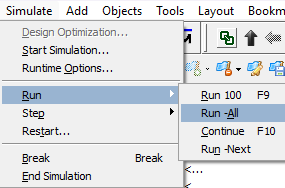 Simulate Add Objects Tools Layout Bookmar
Design Optimization...
Start Simulation...
Runtime Options...
Run
Step
Restart...
Break Break
End Simulation
Run 100 F9
Run -All
Continue F10
Run -Next
<...